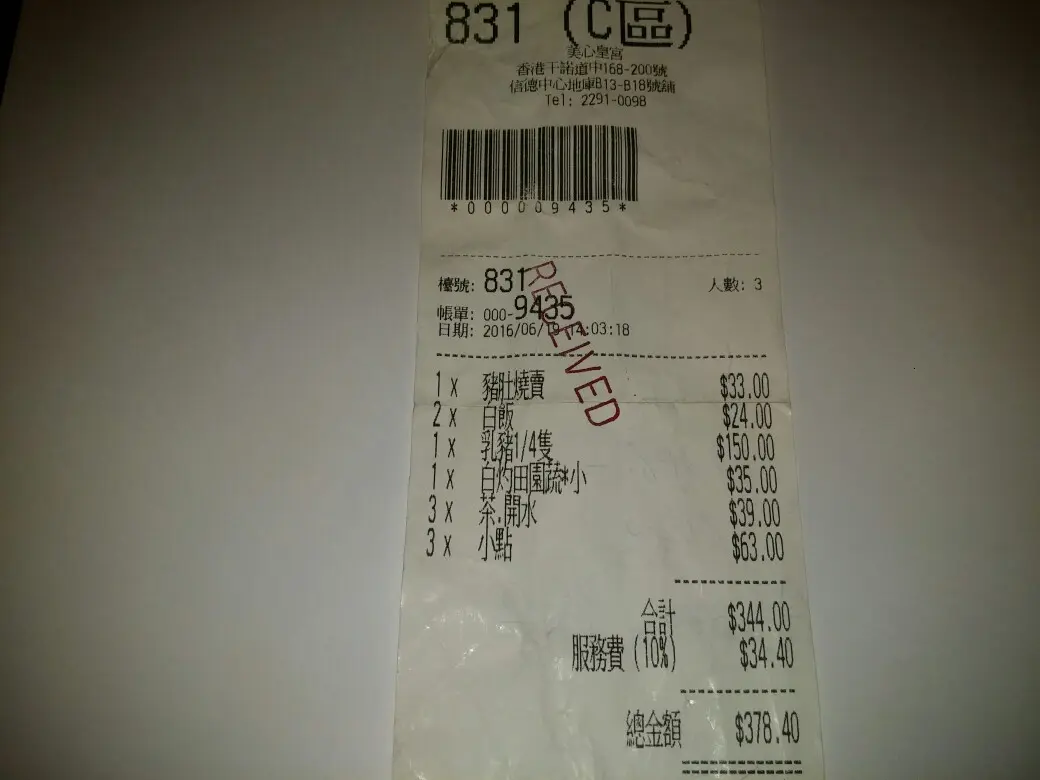 831 (C區)
美心皇宮
香港干諾道中168-200號
信德中心地庫B13-B18號舖
Tel: 2291-0098
*000009435*
檯號: 831 人數: 3
帳單: 000-9435
日期: 2016/06/19 14:03:18
RECEIVED
1 x 豬肚燒賣 $33.00
2 x 白飯 $24.00
1 x 乳豬1/4隻 $150.00
1 x 白灼田園蔬*小 $35.00
3 x 茶.開水 $39.00
3 x 小點 $63.00
合計 $344.00
服務費(10%) $34.40
總金額 $378.40